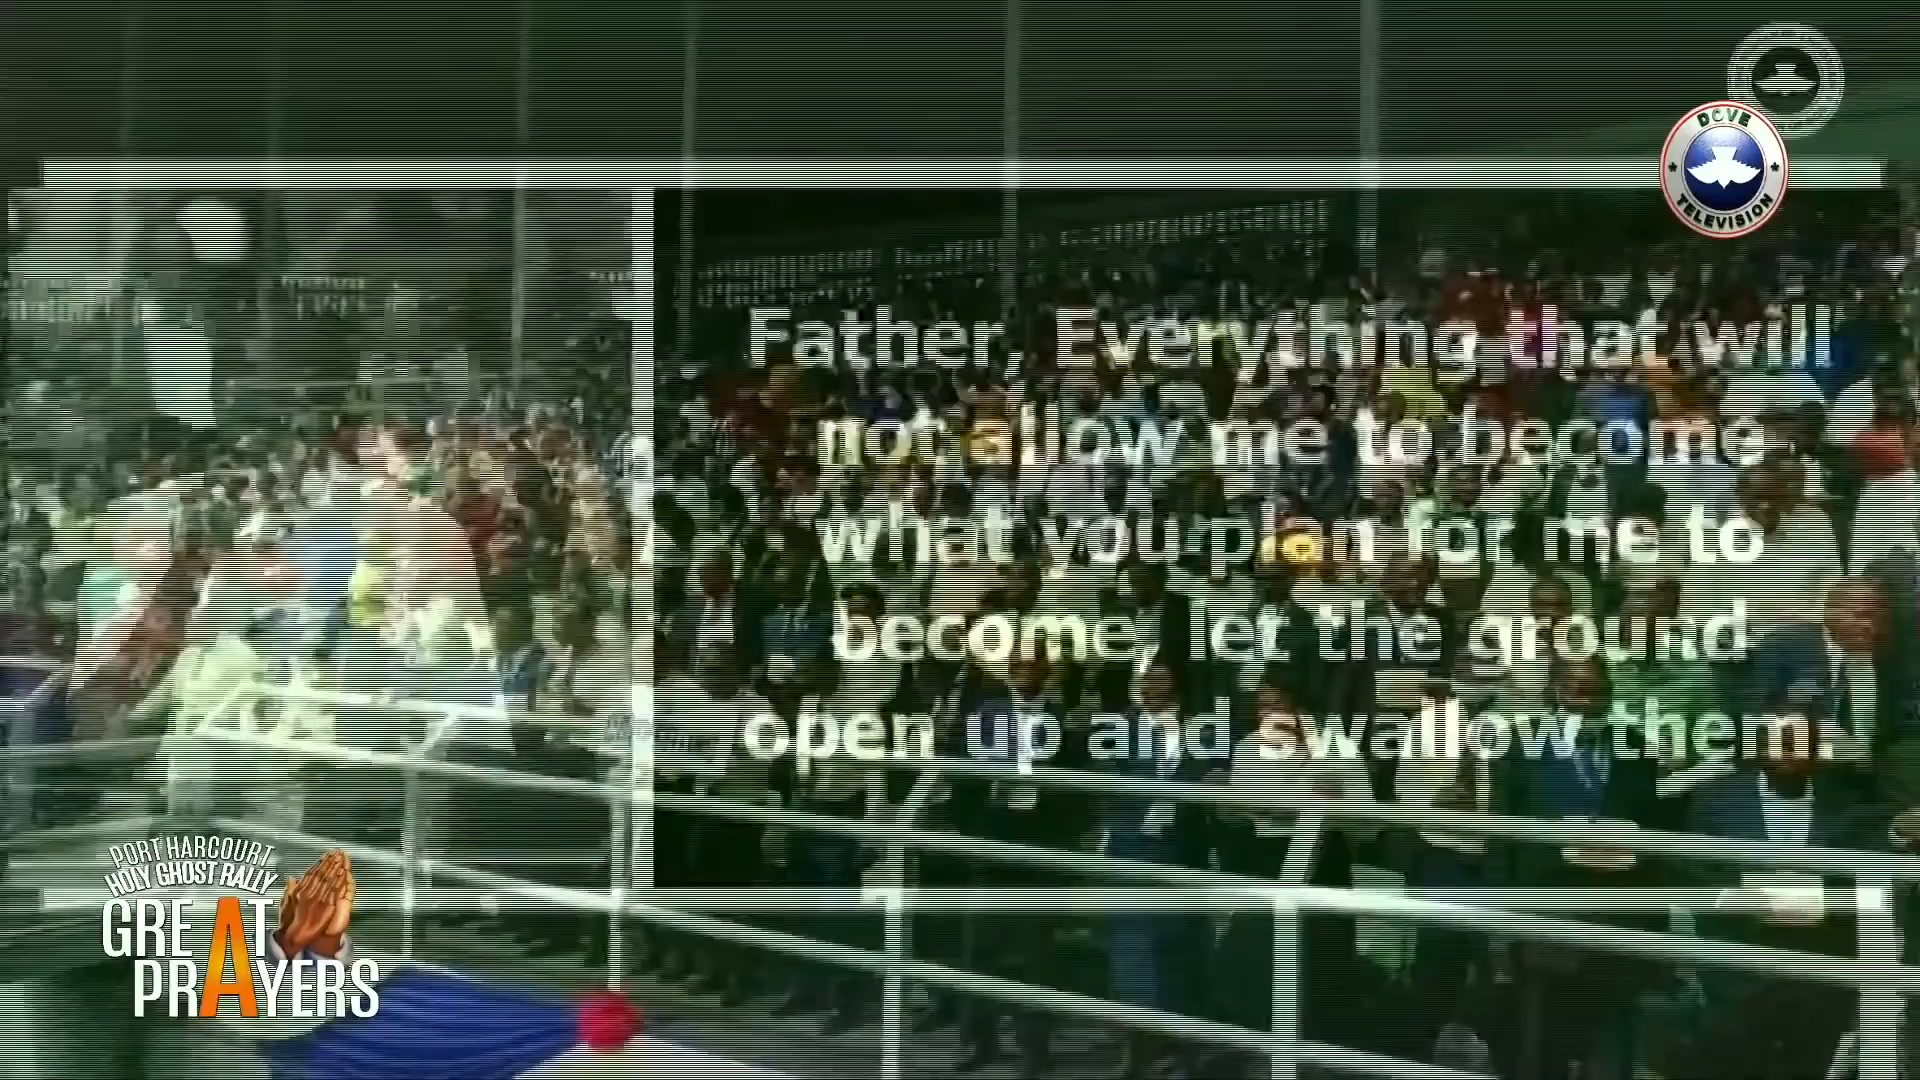 DOVE
TELEVISION
Father, Everything that will
not allow me to become
what you plan for me to
become, let the ground
open up and swallow them.
PORT HARCOURT
HOLY GHOST RALLY
GREAT
PRAYERS